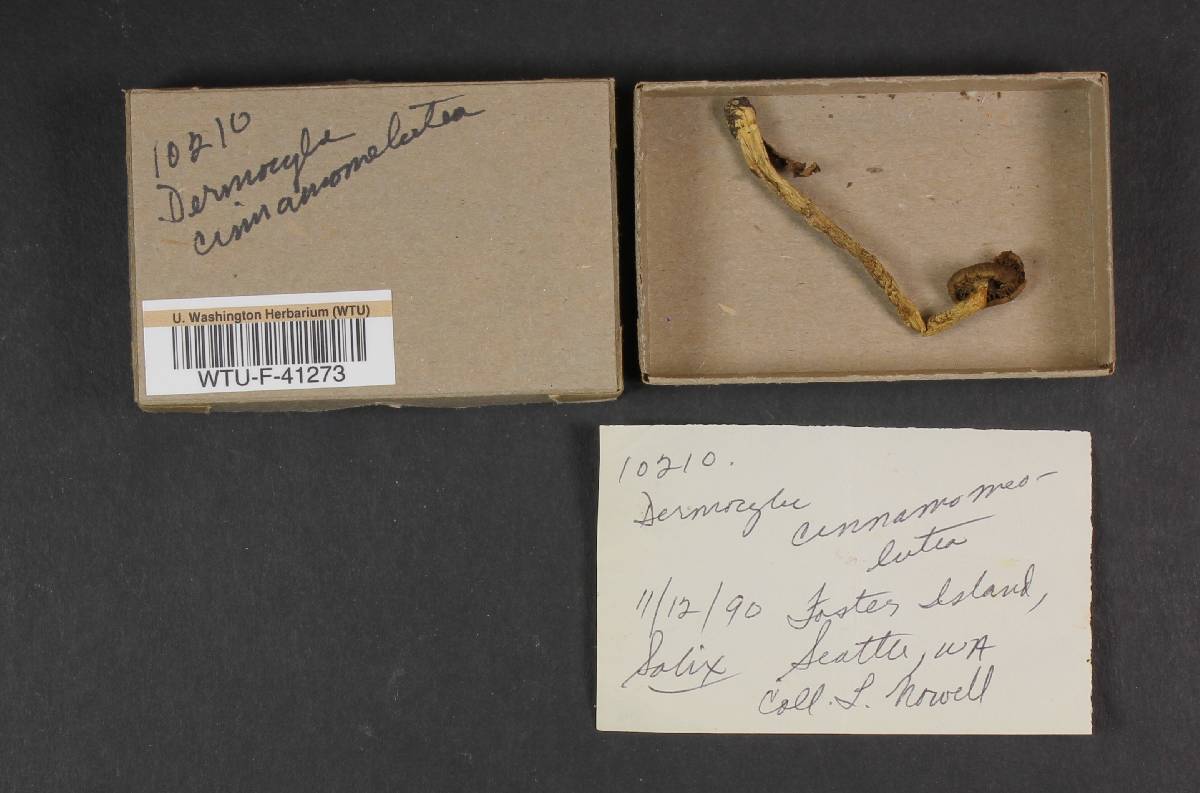 10210
Dermocybe
cinnamomelutea
U. Washington Herbarium (WTU)
WTU-F-41273
10210.
Dermocybe
cinnamomeo-
lutea
11/12/90 Foster Island,
Salix Seattle, WA
Coll. L. Norvell